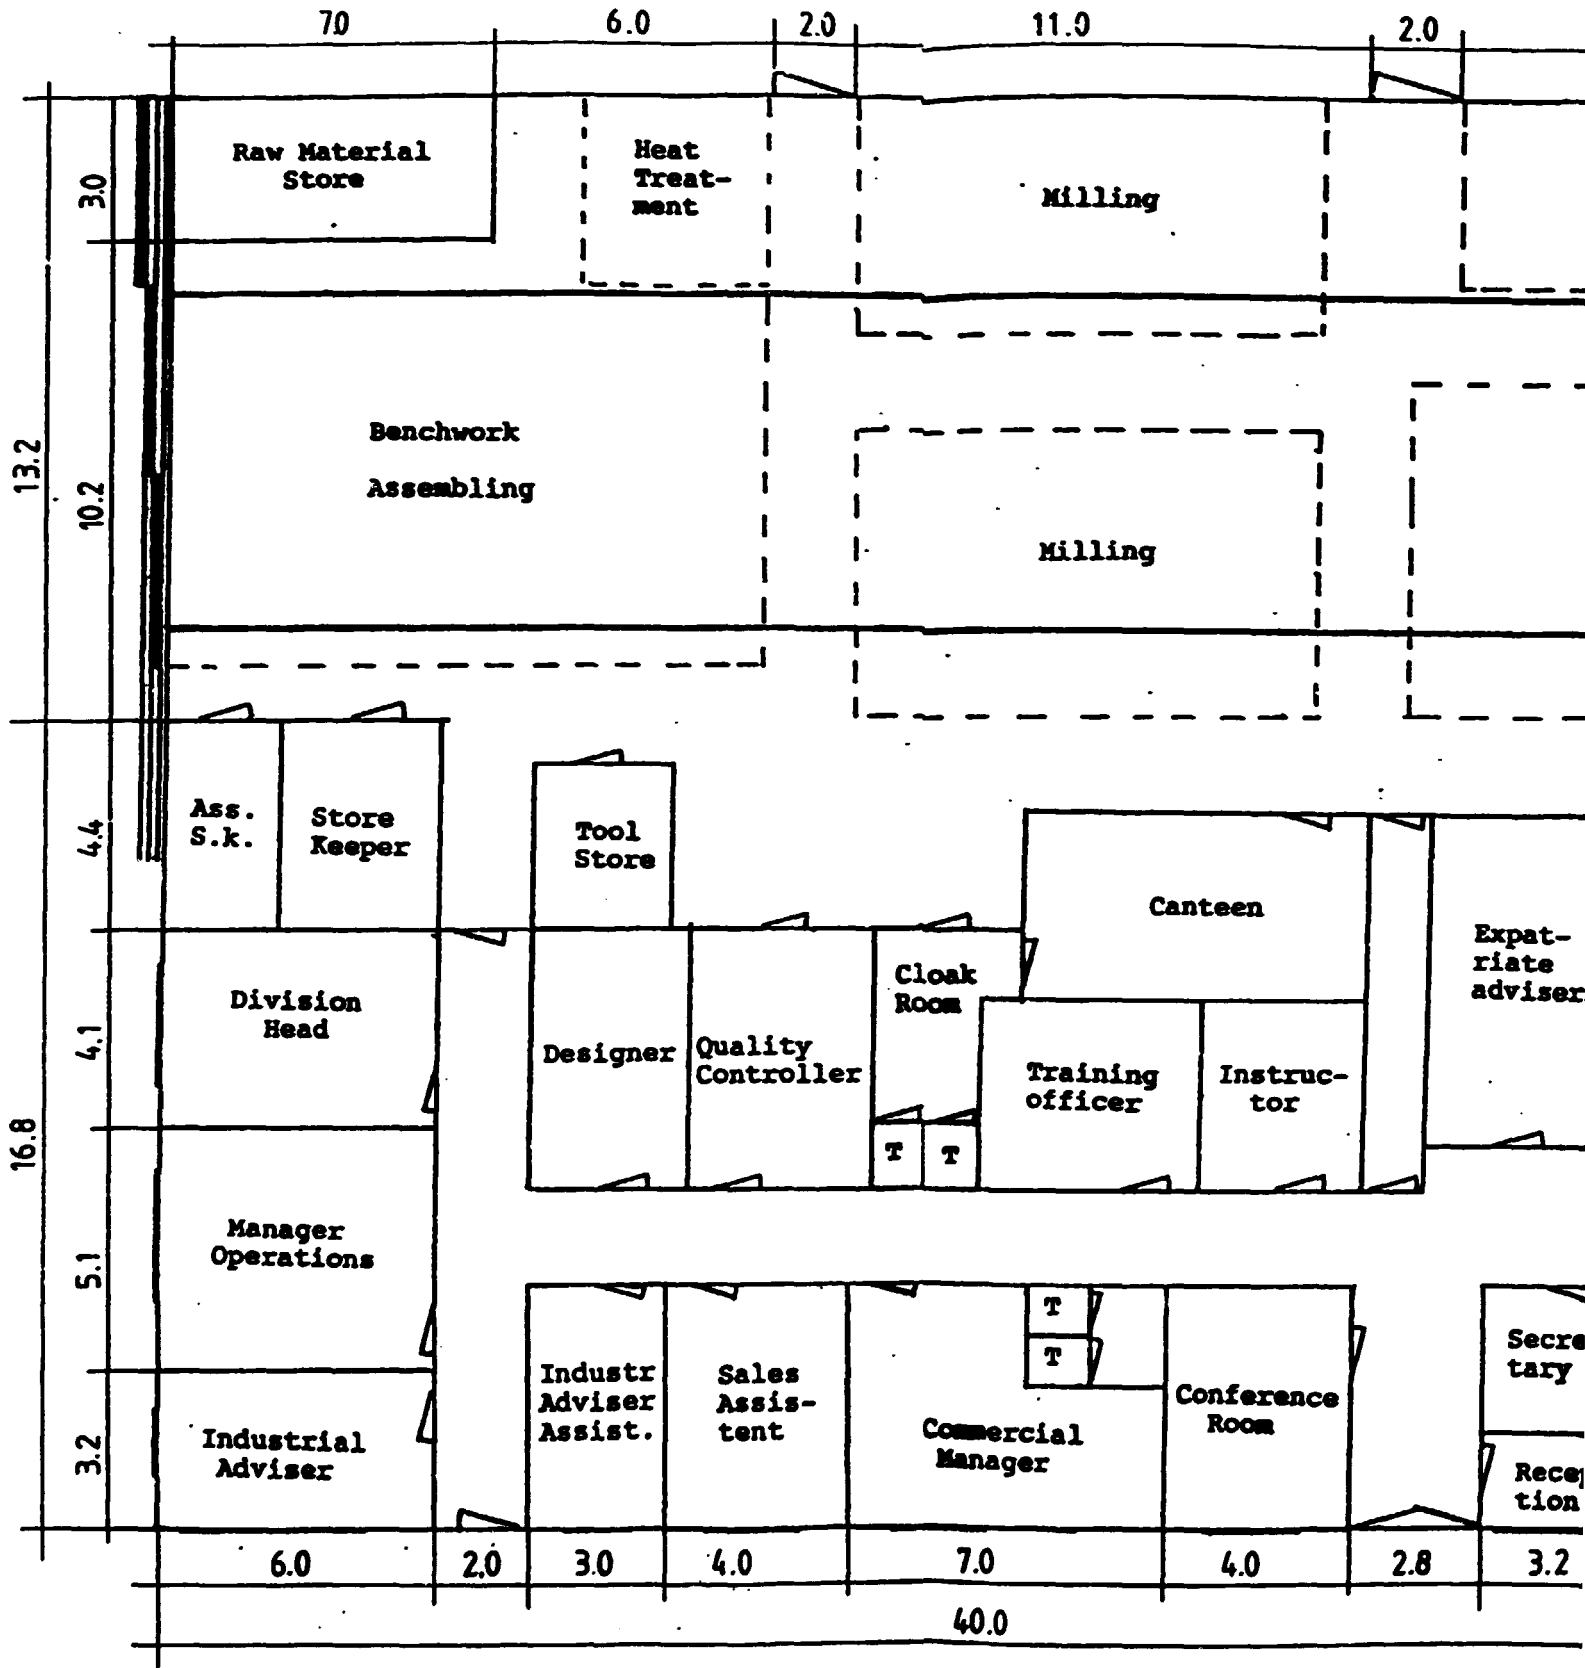 7.0
6.0
2.0
11.0
2.0
Raw Material
Store
Heat
Treat-
ment
Milling
3.0
Benchwork
Assembling
Milling
13.2
10.2
Ass.
S.k.
Store
Keeper
Tool
Store
4.4
Canteen
Expat-
riate
adviser
Cloak
Room
Division
Head
Designer
Quality
Controller
Training
officer
Instruc-
tor
4.1
T
T
16.8
Manager
Operations
5.1
T
T
Secre
tary
Industr
Adviser
Assist.
Sales
Assis-
tent
Commercial
Manager
Conference
Room
Industrial
Adviser
3.2
Recep
tion
6.0
2,0
3.0
4.0
7.0
4.0
2.8
3.2
40.0